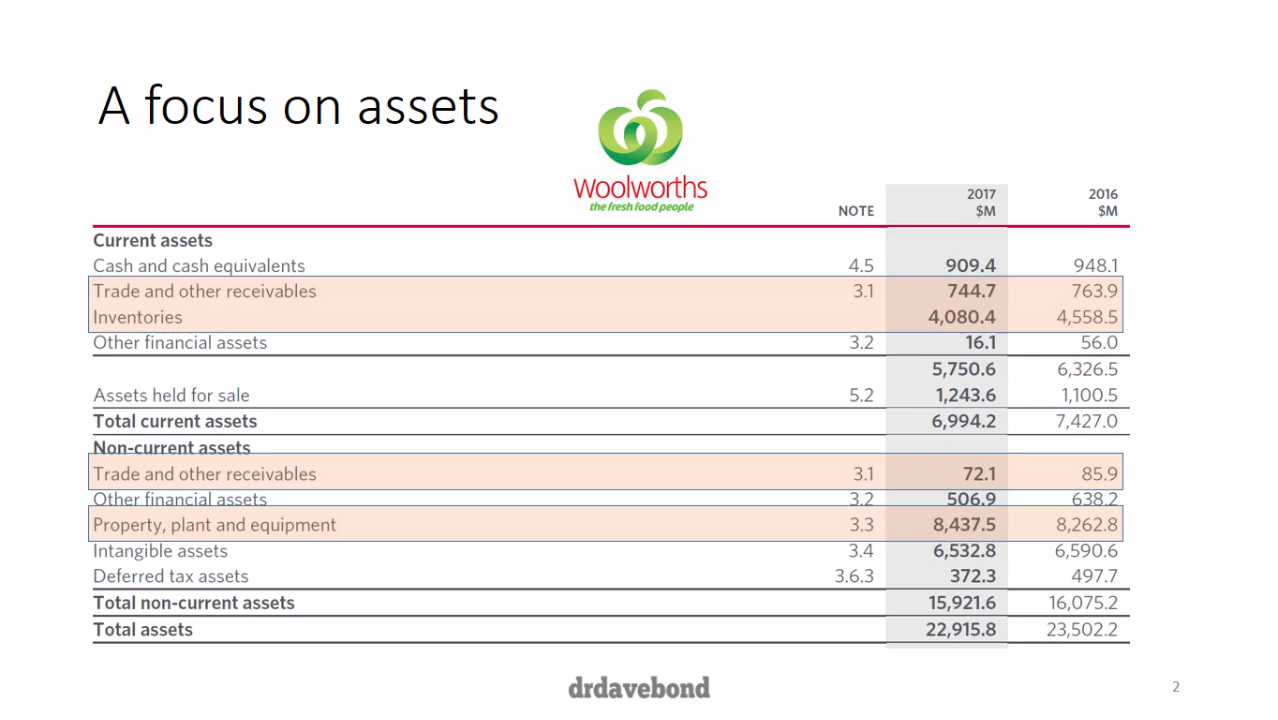 A focus on assets
Woolworths
the fresh food people
2017 2016
NOTE $M $M
Current assets
Cash and cash equivalents 4.5 909.4 948.1
Trade and other receivables 3.1 744.7 763.9
Inventories 4,080.4 4,558.5
Other financial assets 3.2 16.1 56.0
5,750.6 6,326.5
Assets held for sale 5.2 1,243.6 1,100.5
Total current assets 6,994.2 7,427.0
Non-current assets
Trade and other receivables 3.1 72.1 85.9
Other financial assets 3.2 506.9 638.2
Property, plant and equipment 3.3 8,437.5 8,262.8
Intangible assets 3.4 6,532.8 6,590.6
Deferred tax assets 3.6.3 372.3 497.7
Total non-current assets 15,921.6 16,075.2
Total assets 22,915.8 23,502.2
drdavebond
2